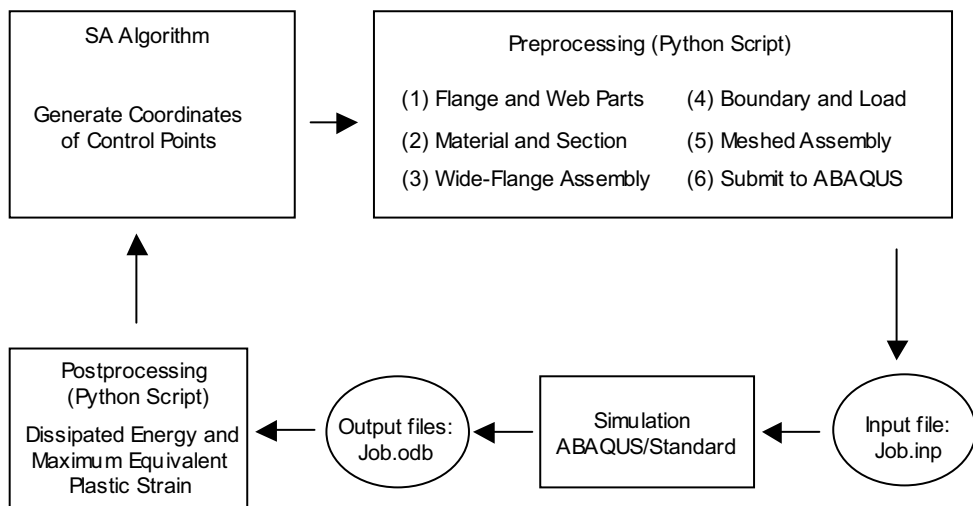 SA Algorithm
Generate Coordinates
of Control Points
Preprocessing (Python Script)
(1) Flange and Web Parts
(2) Material and Section
(3) Wide-Flange Assembly
(4) Boundary and Load
(5) Meshed Assembly
(6) Submit to ABAQUS
Input file:
Job.inp
Simulation
ABAQUS/Standard
Output files:
Job.odb
Postprocessing
(Python Script)
Dissipated Energy and
Maximum Equivalent
Plastic Strain